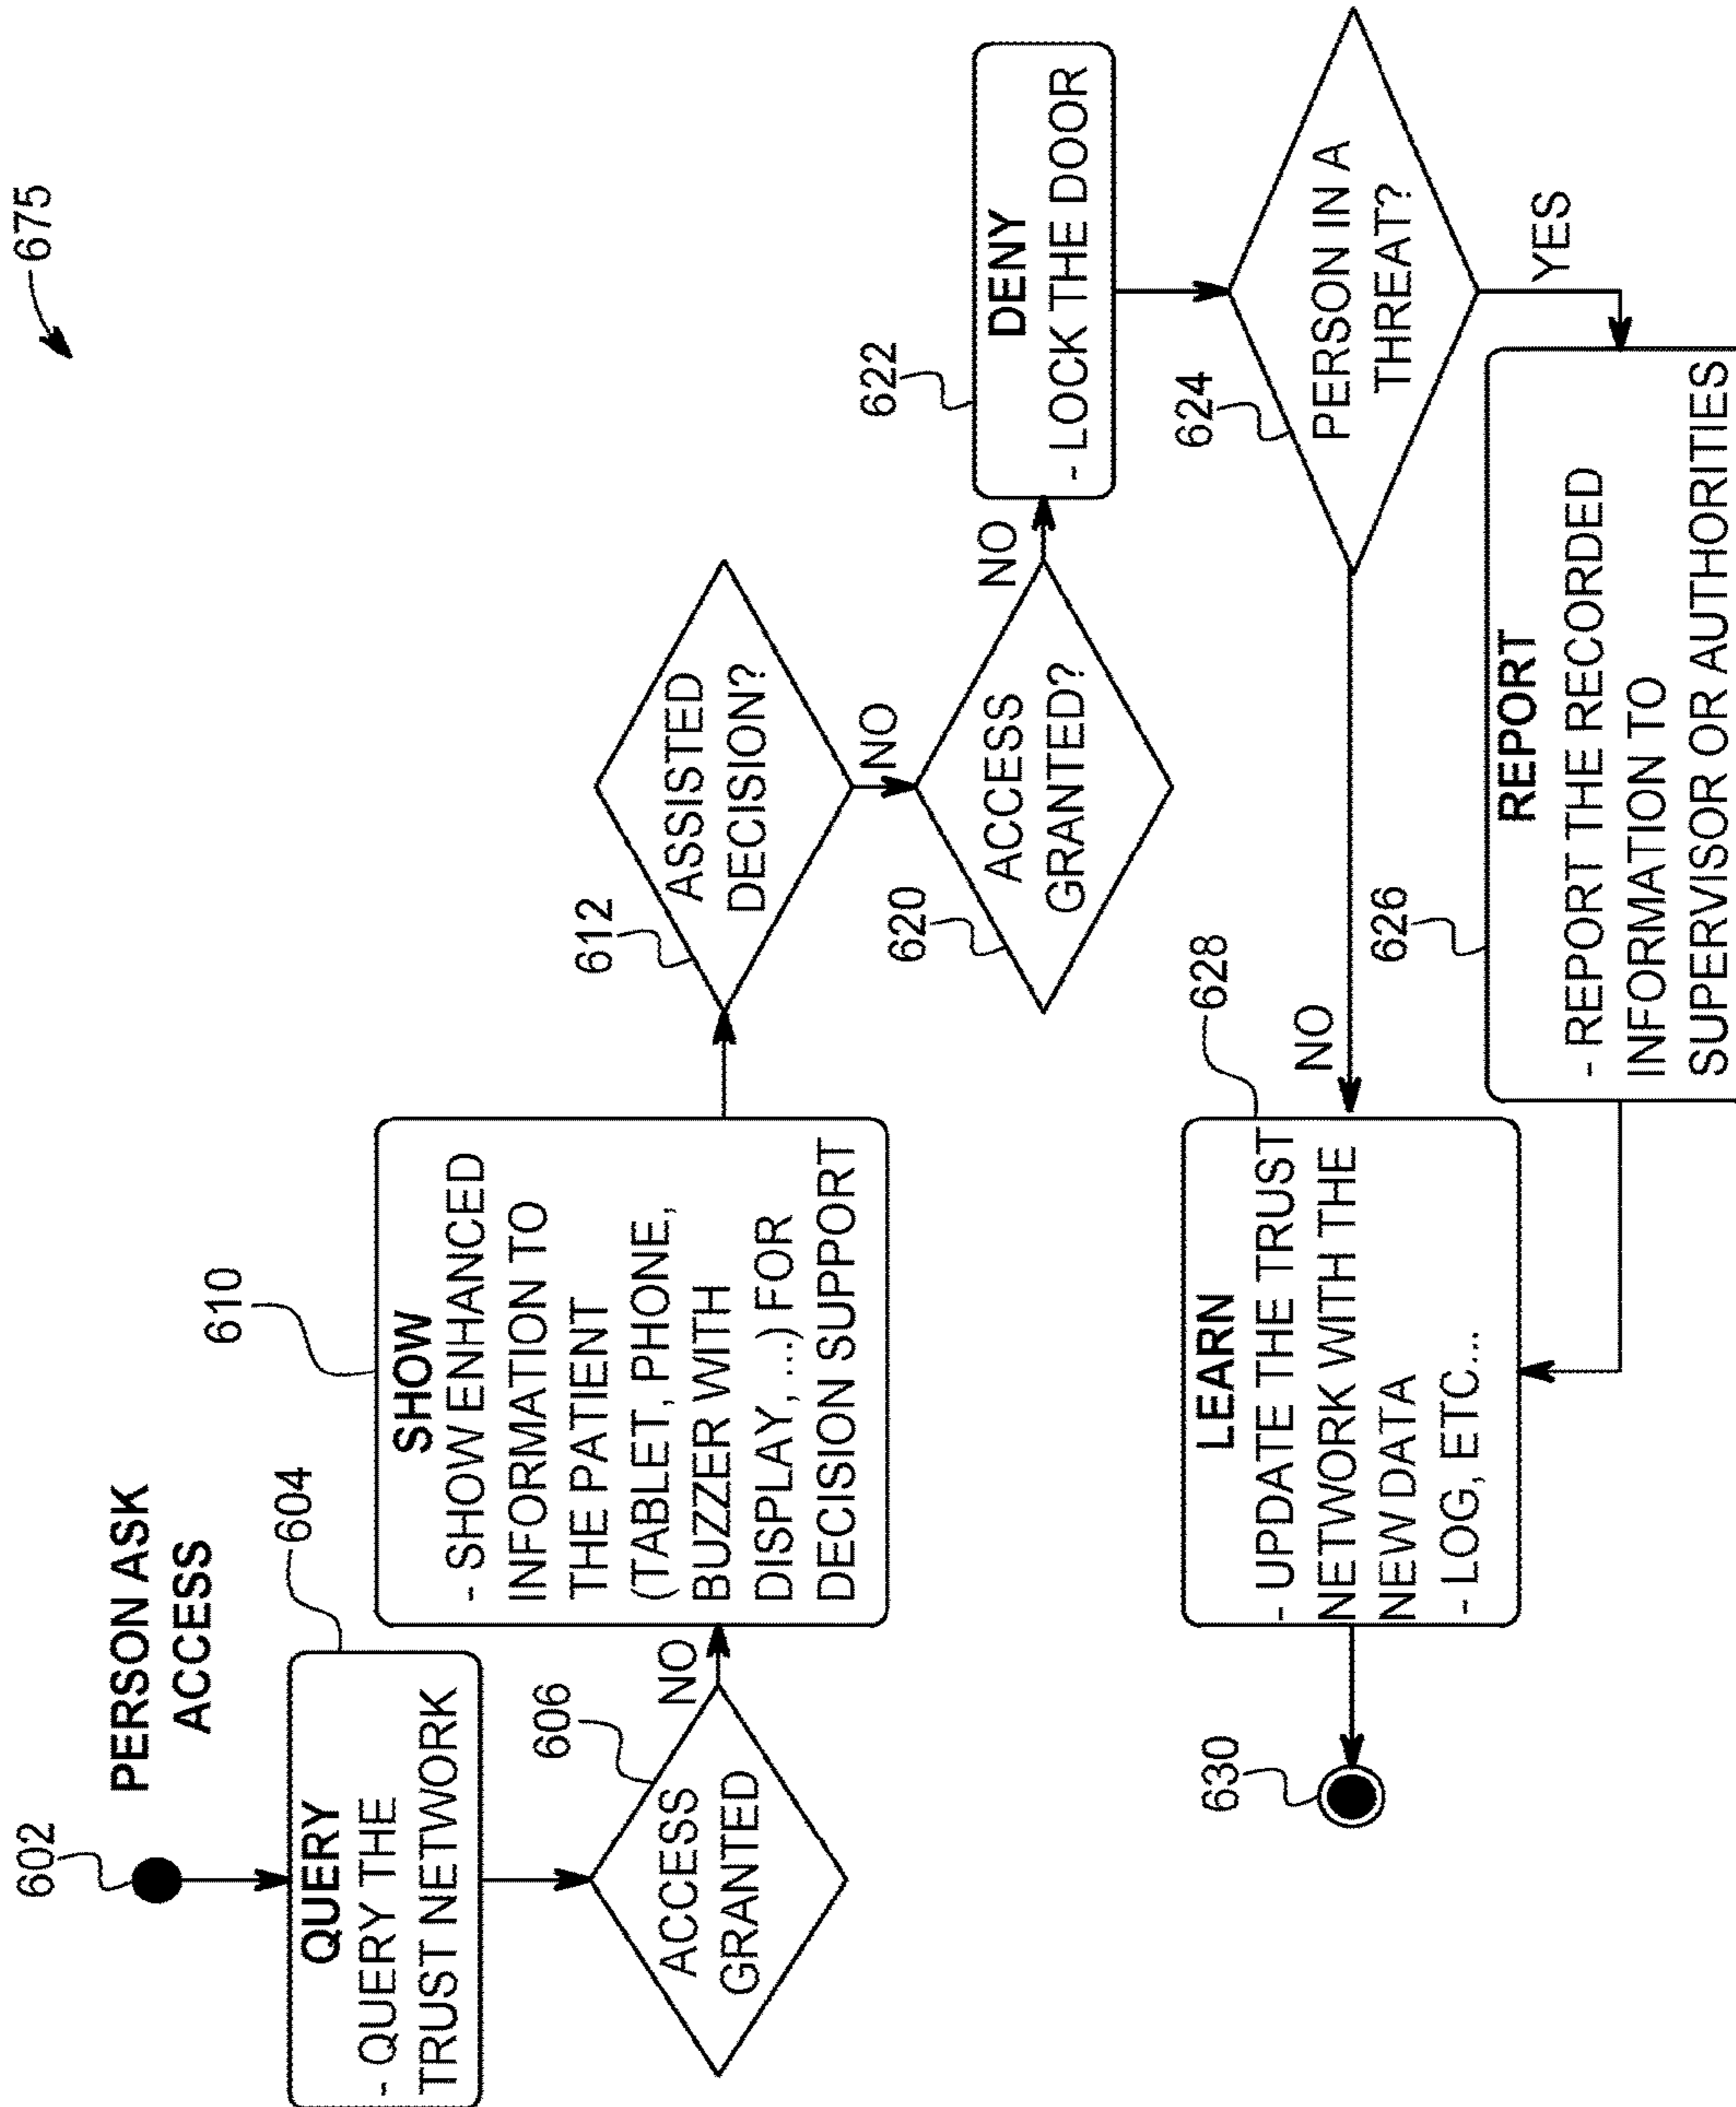 675
602
PERSON ASK
ACCESS
604
QUERY
- QUERY THE
TRUST NETWORK
606
ACCESS
GRANTED
NO
610
SHOW
- SHOW ENHANCED
INFORMATION TO
THE PATIENT
(TABLET, PHONE,
BUZZER WITH
DISPLAY, ...) FOR
DECISION SUPPORT
612
ASSISTED
DECISION?
NO
620
ACCESS
GRANTED?
NO
622
DENY
- LOCK THE DOOR
624
PERSON IN A
THREAT?
YES
NO
626
REPORT
- REPORT THE RECORDED
INFORMATION TO
SUPERVISOR OR AUTHORITIES
628
LEARN
- UPDATE THE TRUST
NETWORK WITH THE
NEW DATA
- LOG, ETC...
630